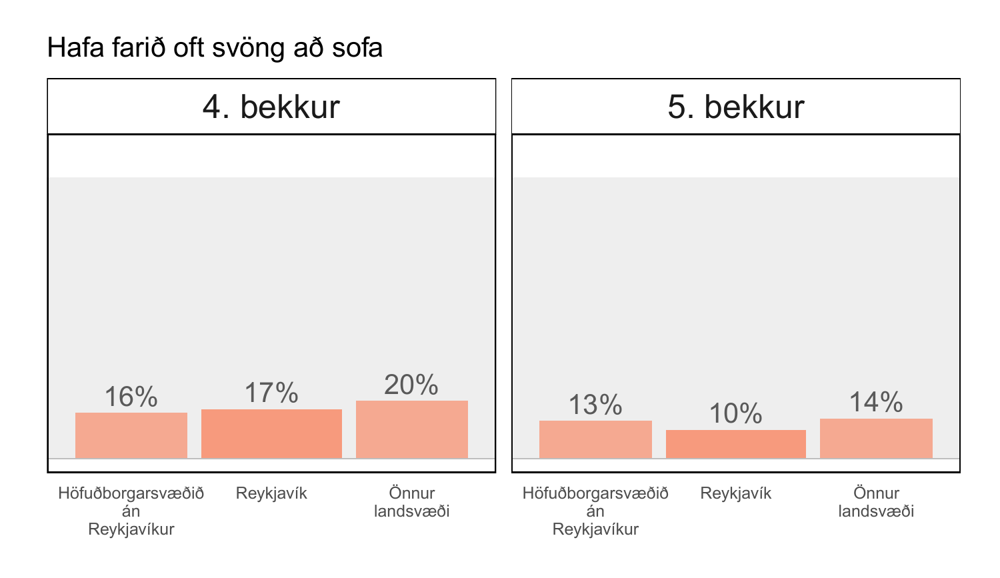 Hafa farið oft svöng að sofa
4. bekkur
16%
17%
20%
Höfuðborgarsvæðið
án
Reykjavíkur
Reykjavík
Önnur
landsvæði
5. bekkur
13%
10%
14%
Höfuðborgarsvæðið
án
Reykjavíkur
Reykjavík
Önnur
landsvæði